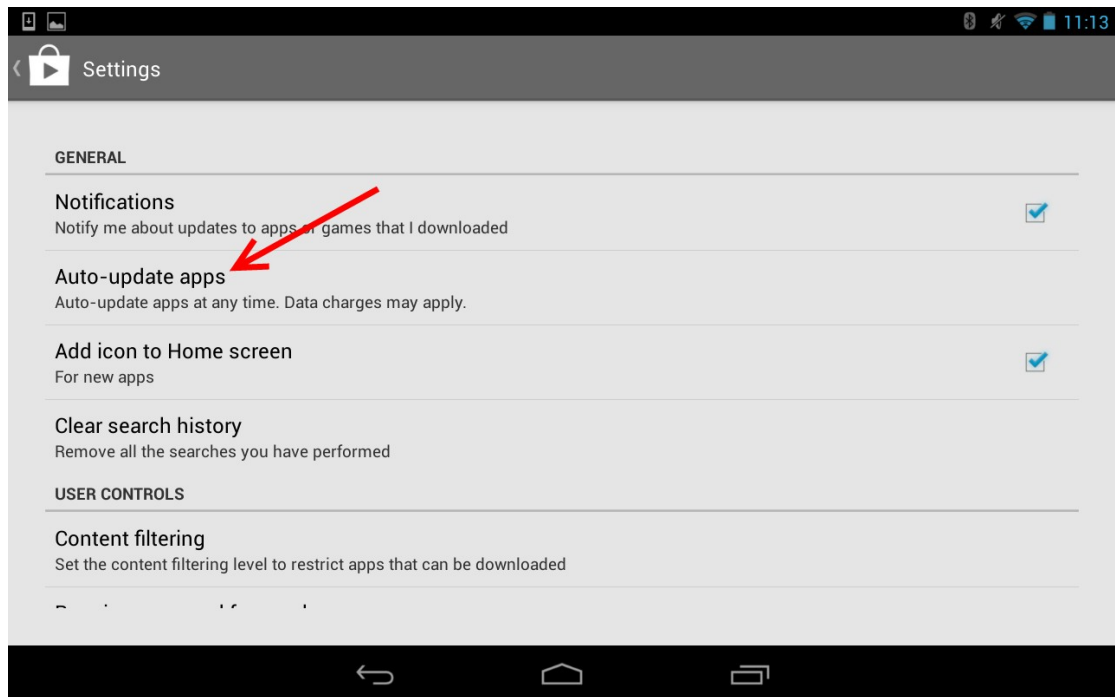 11:13
Settings
GENERAL
Notifications
Notify me about updates to apps or games that I downloaded
Auto-update apps
Auto-update apps at any time. Data charges may apply.
Add icon to Home screen
For new apps
Clear search history
Remove all the searches you have performed
USER CONTROLS
Content filtering
Set the content filtering level to restrict apps that can be downloaded